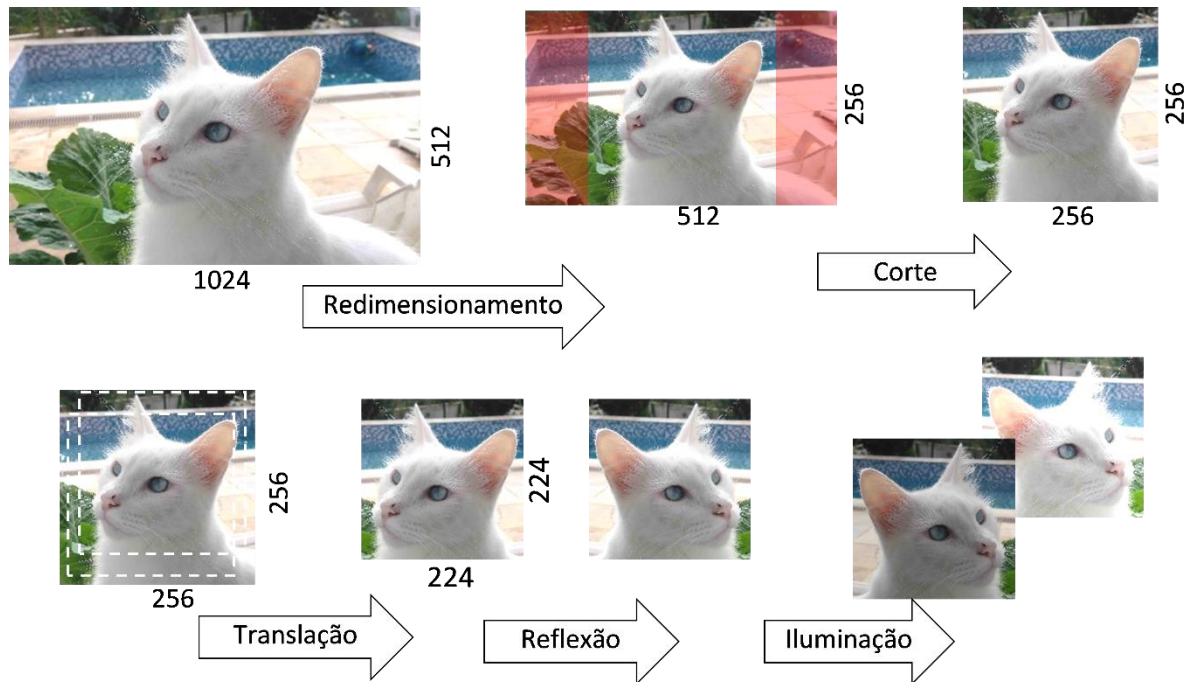 512
1024
Redimensionamento
256
512
Corte
256
256
256
256
Translação
224
224
Reflexão
Iluminação